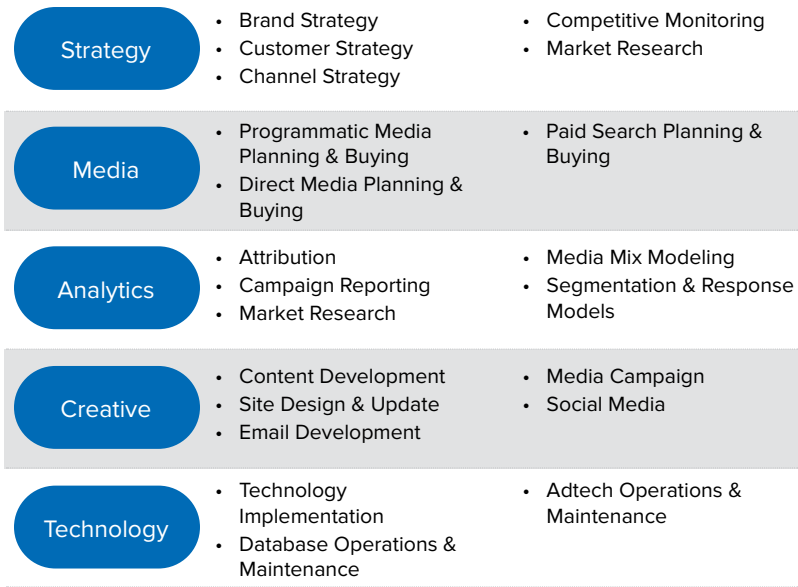 Strategy
• Brand Strategy
• Customer Strategy
• Channel Strategy
• Competitive Monitoring
• Market Research
Media
• Programmatic Media
Planning & Buying
• Direct Media Planning &
Buying
• Paid Search Planning &
Buying
Analytics
• Attribution
• Campaign Reporting
• Market Research
• Media Mix Modeling
• Segmentation & Response
Models
Creative
• Content Development
• Site Design & Update
• Email Development
• Media Campaign
• Social Media
Technology
• Technology
Implementation
• Database Operations &
Maintenance
• Adtech Operations &
Maintenance